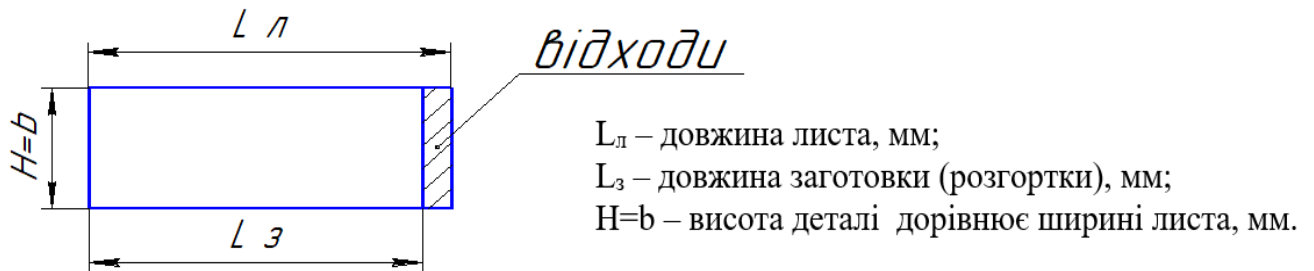 L л
відходи
H=b
L з
Lл – довжина листа, мм;
Lз – довжина заготовки (розгортки), мм;
H=b – висота деталі дорівнює ширині листа, мм.